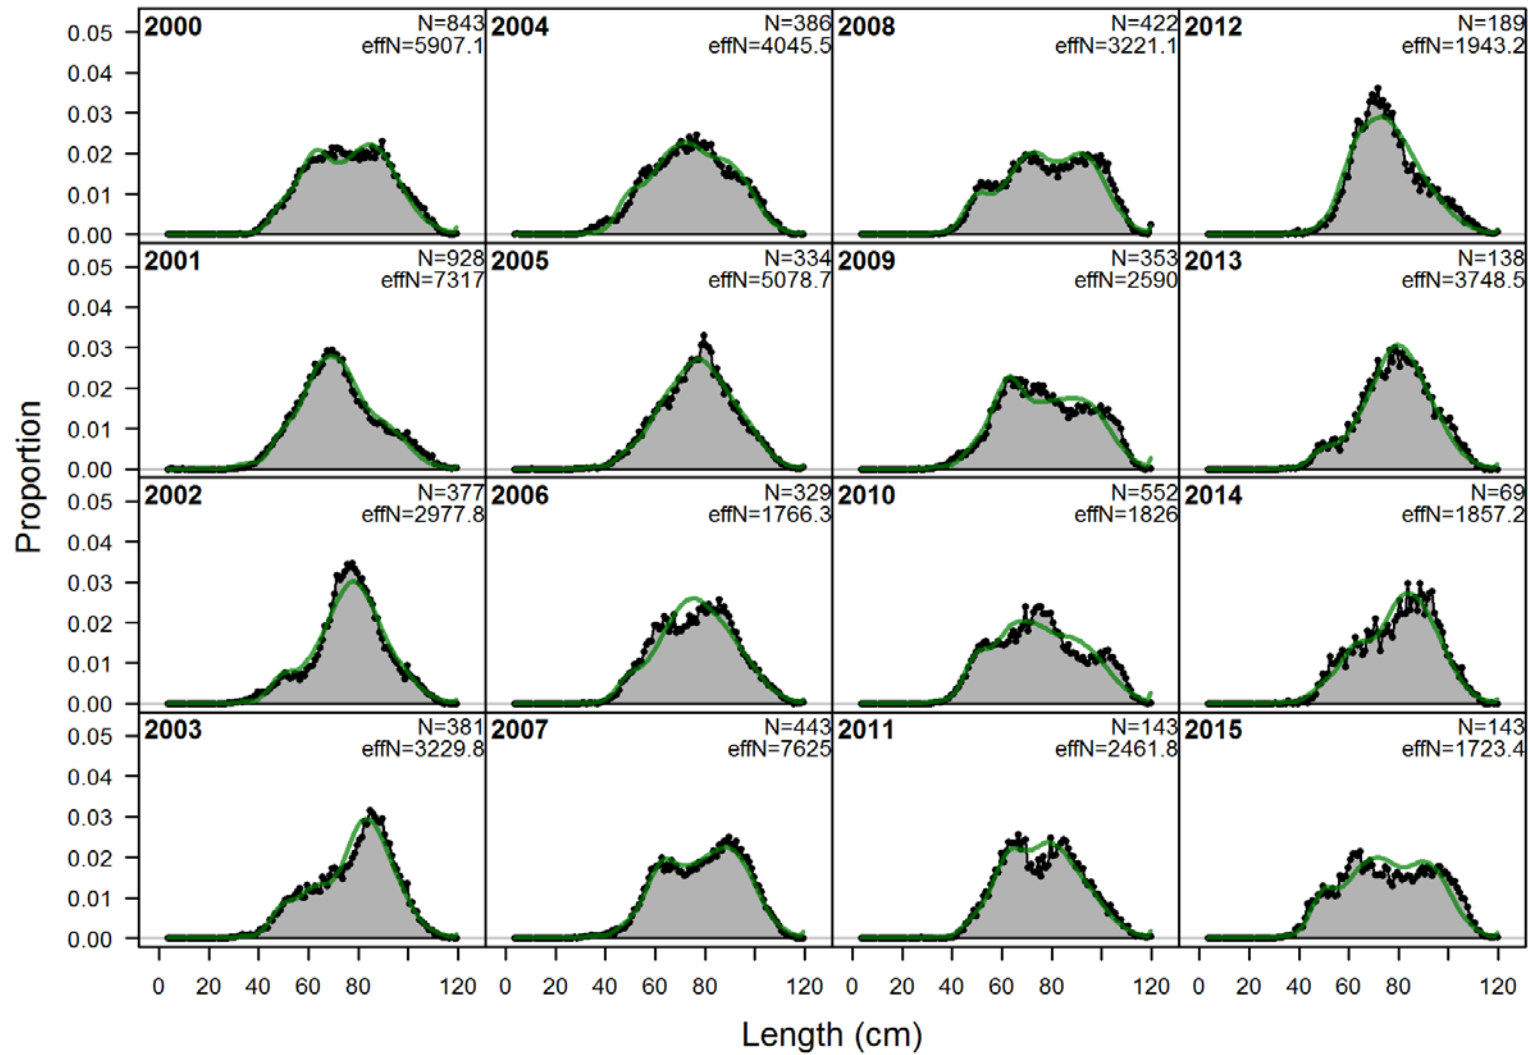 2000 N=843 2004 N=386 2008 N=422 2012 N=189
effN=5907.1 effN=4045.5 effN=3221.1 effN=1943.2
0.05
0.04
0.03
0.02
0.01
0.00
2001 N=928 2005 N=334 2009 N=353 2013 N=138
effN=7317 effN=5078.7 effN=2590 effN=3748.5
0.05
0.04
0.03
0.02
0.01
0.00
2002 N=377 2006 N=329 2010 N=552 2014 N=69
effN=2977.8 effN=1766.3 effN=1826 effN=1857.2
0.05
0.04
0.03
0.02
0.01
0.00
2003 N=381 2007 N=443 2011 N=143 2015 N=143
effN=3229.8 effN=7625 effN=2461.8 effN=1723.4
0.05
0.04
0.03
0.02
0.01
0.00
Proportion
0 20 40 60 80 120 0 20 40 60 80 120 0 20 40 60 80 120 0 20 40 60 80 120
Length (cm)